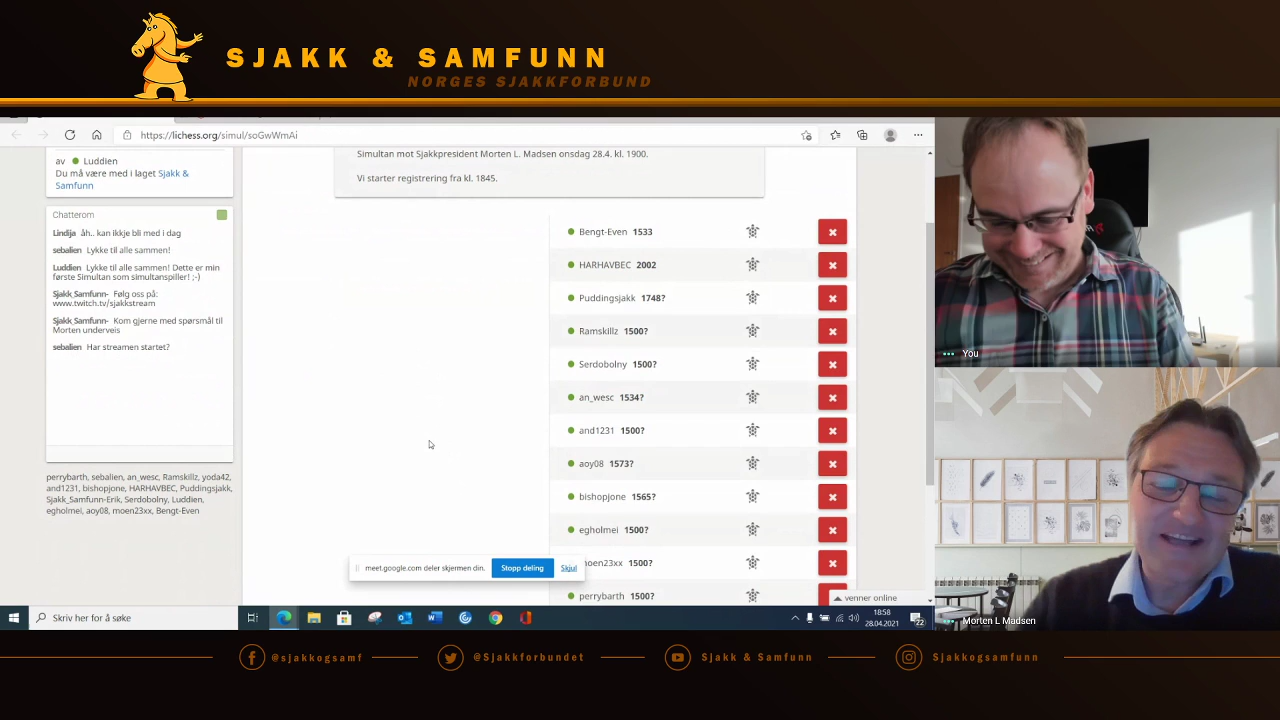 SJAKK & SAMFUNN
NORGES SJAKKFORBUND
https://lichess.org/simul/soGwWmAi
av Luddien
Du må være med i laget Sjakk &
Samfunn
Simultan mot Sjakkpresident Morten L. Madsen onsdag 28.4. kl. 1900.
Vi starter registrering fra kl. 1845.
Chatterom
Lindija åh.. kan ikkje bli med i dag
sebalien Lykke til alle sammen!
Luddien Lykke til alle sammen! Dette er min
første Simultan som simultanspiller! ;-)
Sjakk_Samfunn- Følg oss på:
www.twitch.tv/sjakkstream
Sjakk_Samfunn- Kom gjerne med spørsmål til
Morten underveis
sebalien Har streamen startet?
perrybarth, sebalien, an_wesc, Ramskillz, yoda42,
and1231, bishopjone, HARHAVBEC, Puddingsjakk,
Sjakk_Samfunn-Erik, Serdobolny, Luddien,
egholmei, aoy08, moen23xx, Bengt-Even
Bengt-Even 1533
HARHAVBEC 2002
Puddingsjakk 1748?
Ramskillz 1500?
Serdobolny 1500?
an_wesc 1534?
and1231 1500?
aoy08 1573?
bishopjone 1565?
egholmei 1500?
moen23xx 1500?
perrybarth 1500?
meet.google.com deler skjermen din.
Stopp deling
Skjul
venner online
You
Morten L Madsen
Skriv her for å søke
18:58
28.04.2021
22
@sjakkogsamf
@Sjakkforbundet
Sjakk & Samfunn
Sjakkogsamfunn